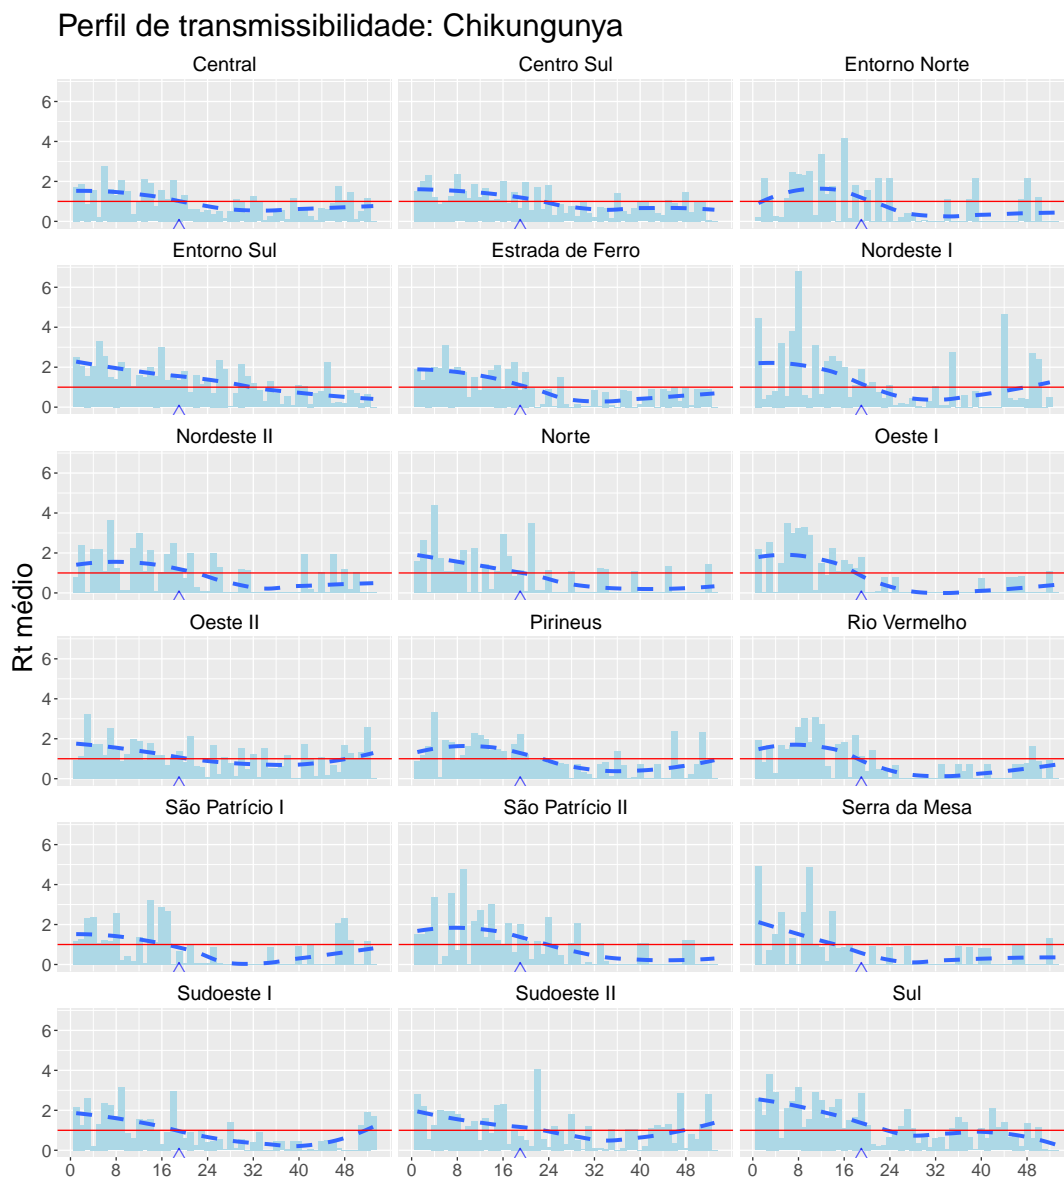 Perfil de transmissibilidade: Chikungunya
Central Centro Sul Entorno Norte
6
4
2
0
Entorno Sul Estrada de Ferro Nordeste I
6
4
2
0
Nordeste II Norte Oeste I
6
4
2
0
Rt médio
Oeste II Pirineus Rio Vermelho
6
4
2
0
São Patrício I São Patrício II Serra da Mesa
6
4
2
0
Sudoeste I Sudoeste II Sul
6
4
2
0
0 8 16 24 32 40 48 0 8 16 24 32 40 48 0 8 16 24 32 40 48